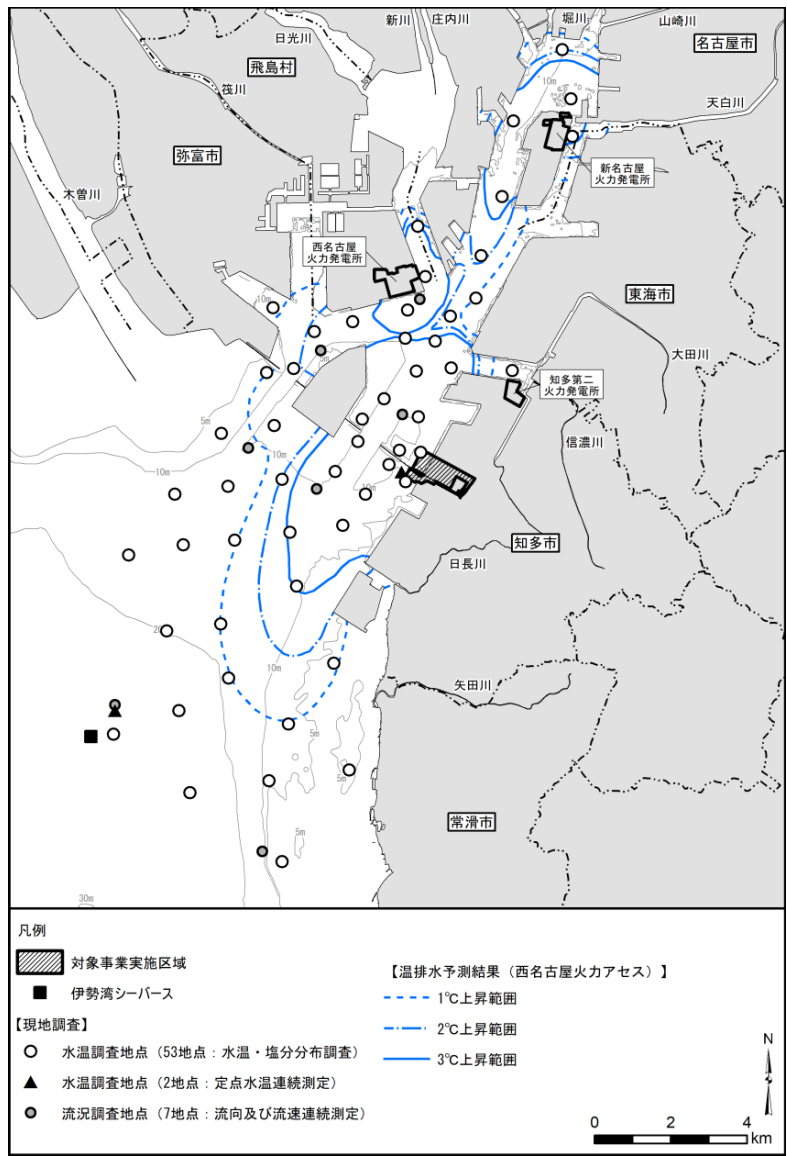 新川
庄内川
堀川
山崎川
日光川
名古屋市
飛島村
10m
筏川
天白川
弥富市
新名古屋
火力発電所
木曽川
西名古屋
火力発電所
東海市
10m
5m
大田川
知多第二
火力発電所
5m
信濃川
10m
10m
10m
知多市
日長川
20
10m
矢田川
5m
5m
常滑市
5m
5m
30m
凡例
対象事業実施区域
伊勢湾シーバース
【現地調査】
水温調査地点（53地点：水温・塩分分布調査）
水温調査地点（2地点：定点水温連続測定）
流況調査地点（7地点：流向及び流速連続測定）
【温排水予測結果（西名古屋火力アセス）】
1℃上昇範囲
2℃上昇範囲
3℃上昇範囲
N
0 2 4
km